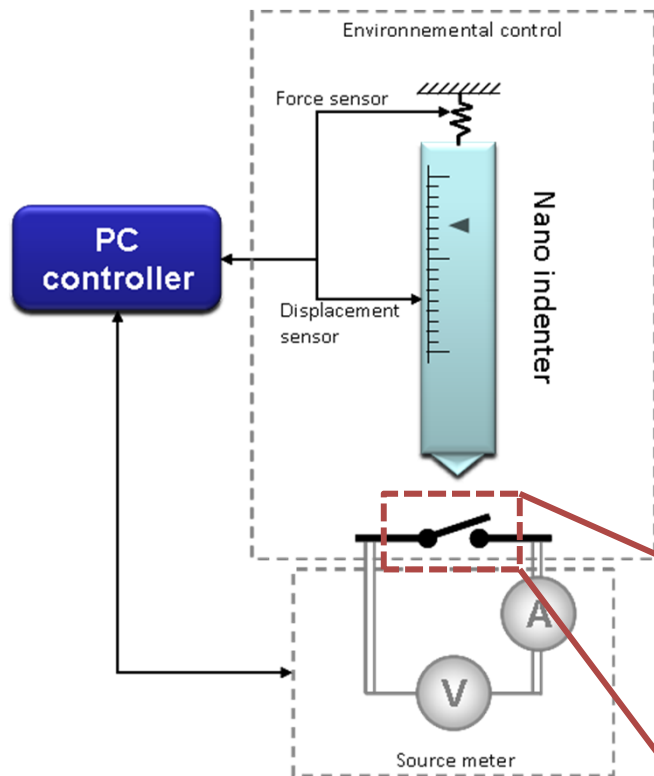 Environnemental control
Force sensor
PC
controller
Nano indenter
Displacement
sensor
A
V
Source meter